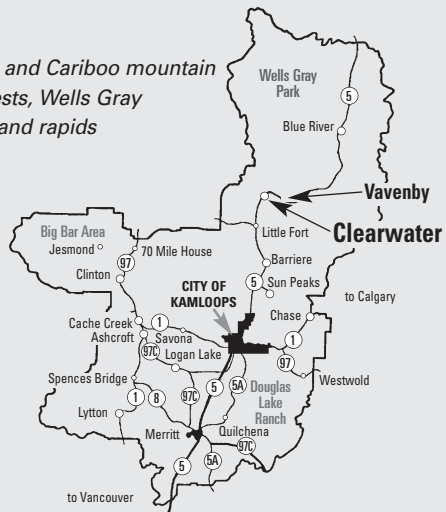 and Cariboo mountain
ests, Wells Gray
and rapids
Wells Gray
Park
5
Blue River
Vavenby
Clearwater
Little Fort
Big Bar Area
Jesmond
70 Mile House
97
Clinton
Barriere
5
Sun Peaks
CITY OF
KAMLOOPS
to Calgary
Chase
Cache Creek
1
Ashcroft
Savona
97C
Logan Lake
1
97
Westwold
Spences Bridge
5
5A
Douglas
Lake
Ranch
1
8
97C
Lytton
Merritt
Quilchena
97C
5
5A
to Vancouver